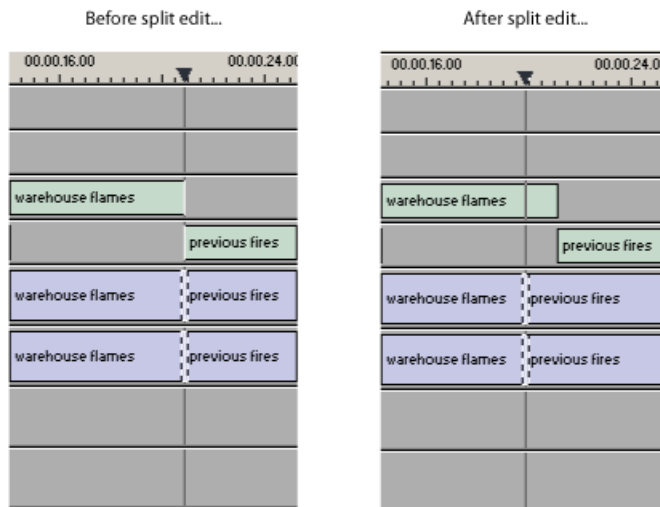 Before split edit...
After split edit...
00.00.16.00
00.00.24.0
00.00.16.00
00.00.24.
warehouse flames
warehouse flames
previous fires
previous fires
warehouse flames
previous fires
warehouse flames
previous fires
warehouse flames
previous fires
warehouse flames
previous fires